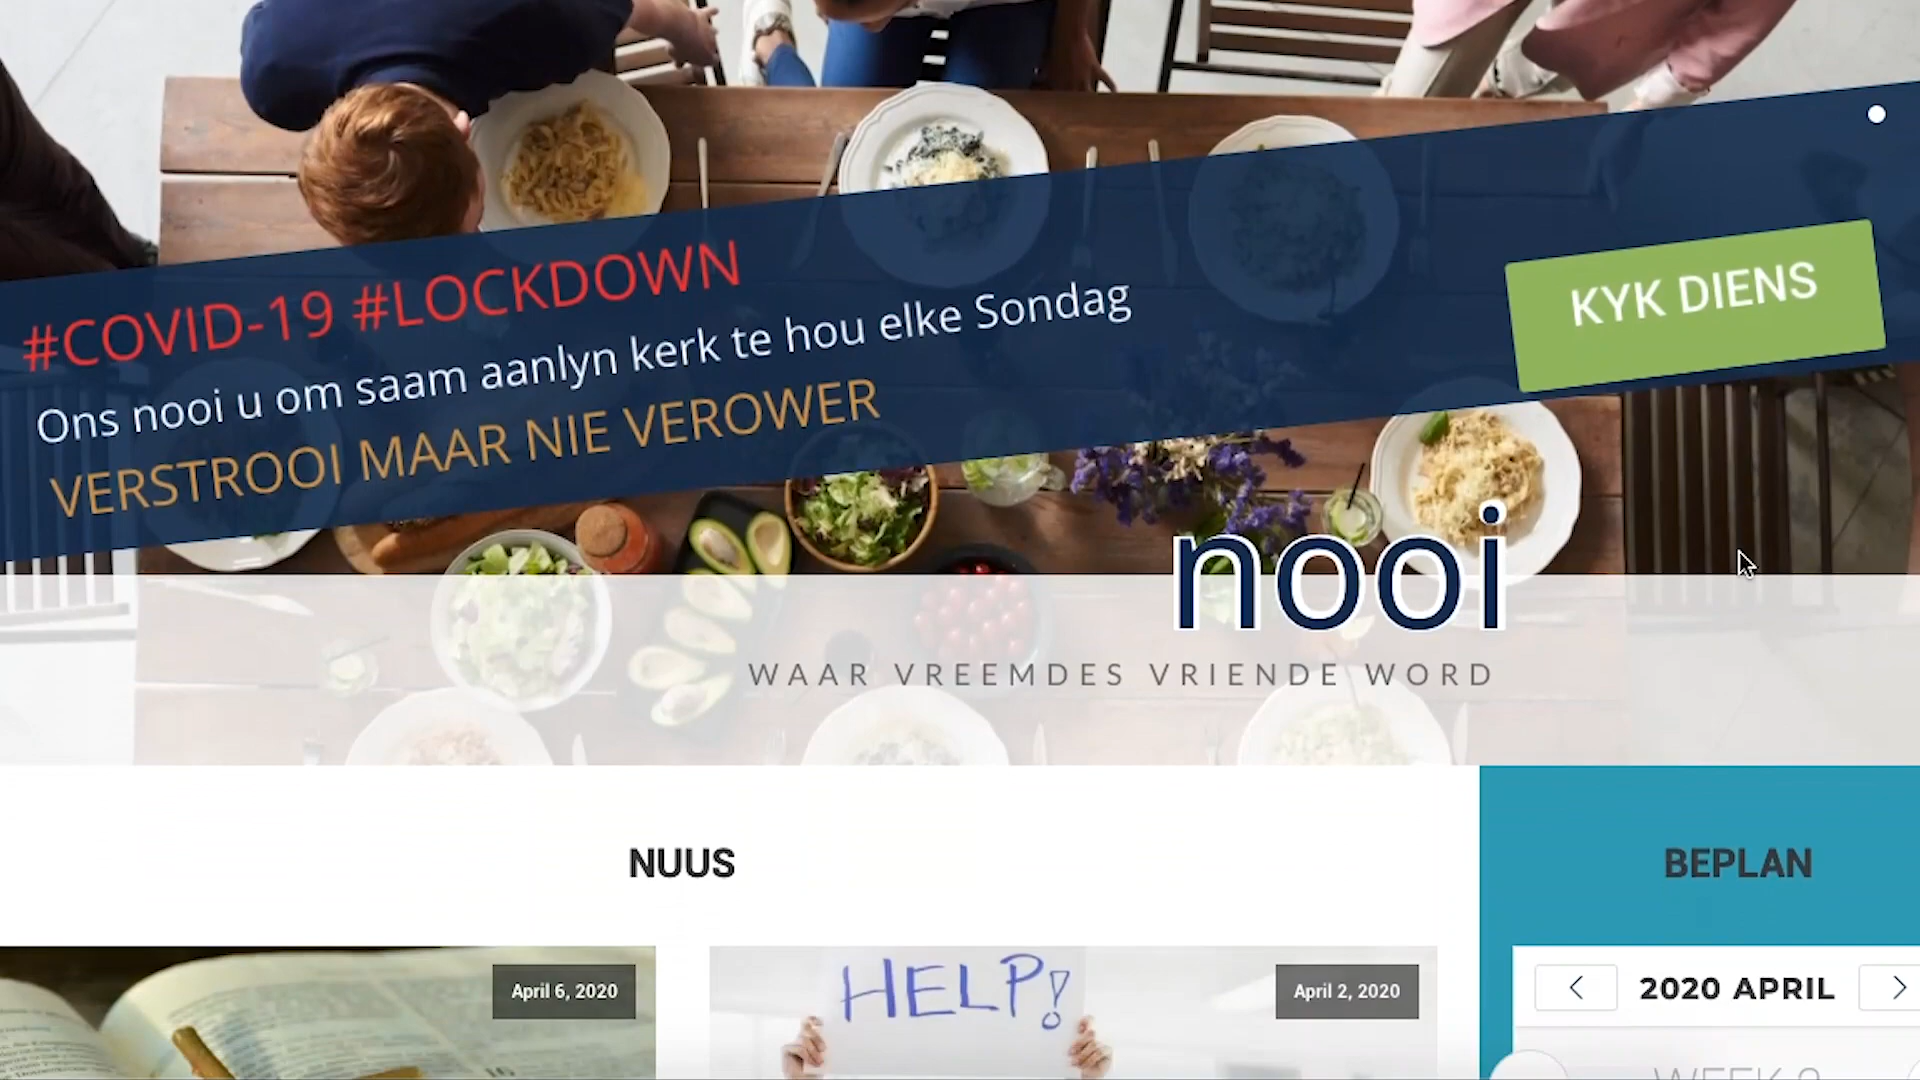 #COVID-19 #LOCKDOWN
Ons nooi u om saam aanlyn kerk te hou elke Sondag
VERSTROOI MAAR NIE VEROWER
KYK DIENS
nooi
WAAR VREEMDES VRIENDE WORD
NUUS
BEPLAN
April 6, 2020
HELP!
April 2, 2020
2020 APRIL
16